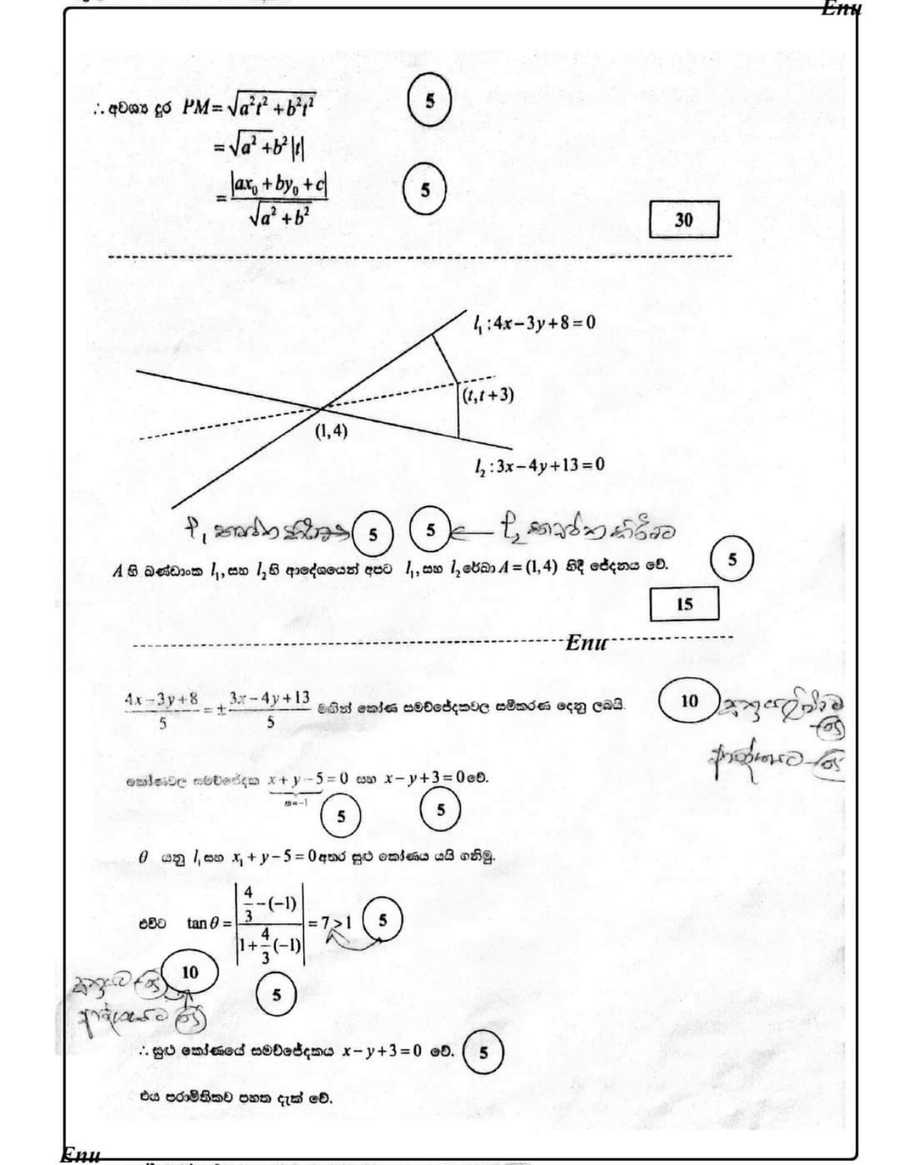 Enu
∴ අවශ්‍ය දුර PM = √(a²t² + b²t²) 5
= √(a² + b²) |t|
= |ax₀ + by₀ + c| / √(a² + b²) 5
30
l₁ : 4x − 3y + 8 = 0
(t, t + 3)
(1, 4)
l₂ : 3x − 4y + 13 = 0
l₁ 5 5 ← l₂
A හි ඛණ්ඩාංක l₁, සහ l₂ හි ආදේශයෙන් අපට l₁, සහ l₂ රේඛා A = (1, 4) හිදී ඡේදනය වේ. 5
15
Enu
(4x − 3y + 8)/5 = ± (3x − 4y + 13)/5 මගින් කෝණ සමච්ඡේදකවල සමීකරණ දෙනු ලබයි. 10
කෝණවල සමච්ඡේදක x + y − 5 = 0 සහ x − y + 3 = 0 වේ.
m = −1 5 5
θ යනු l₁ සහ x₁ + y − 5 = 0 අතර සුළු කෝණය යයි ගනිමු.
එවිට tan θ = |(4/3 − (−1)) / (1 + 4/3 (−1))| = 7 > 1 5
10 5
∴ සුළු කෝණයේ සමච්ඡේදකය x − y + 3 = 0 වේ. 5
එය පරාමිතිකව පහත දැක් වේ.
Enu